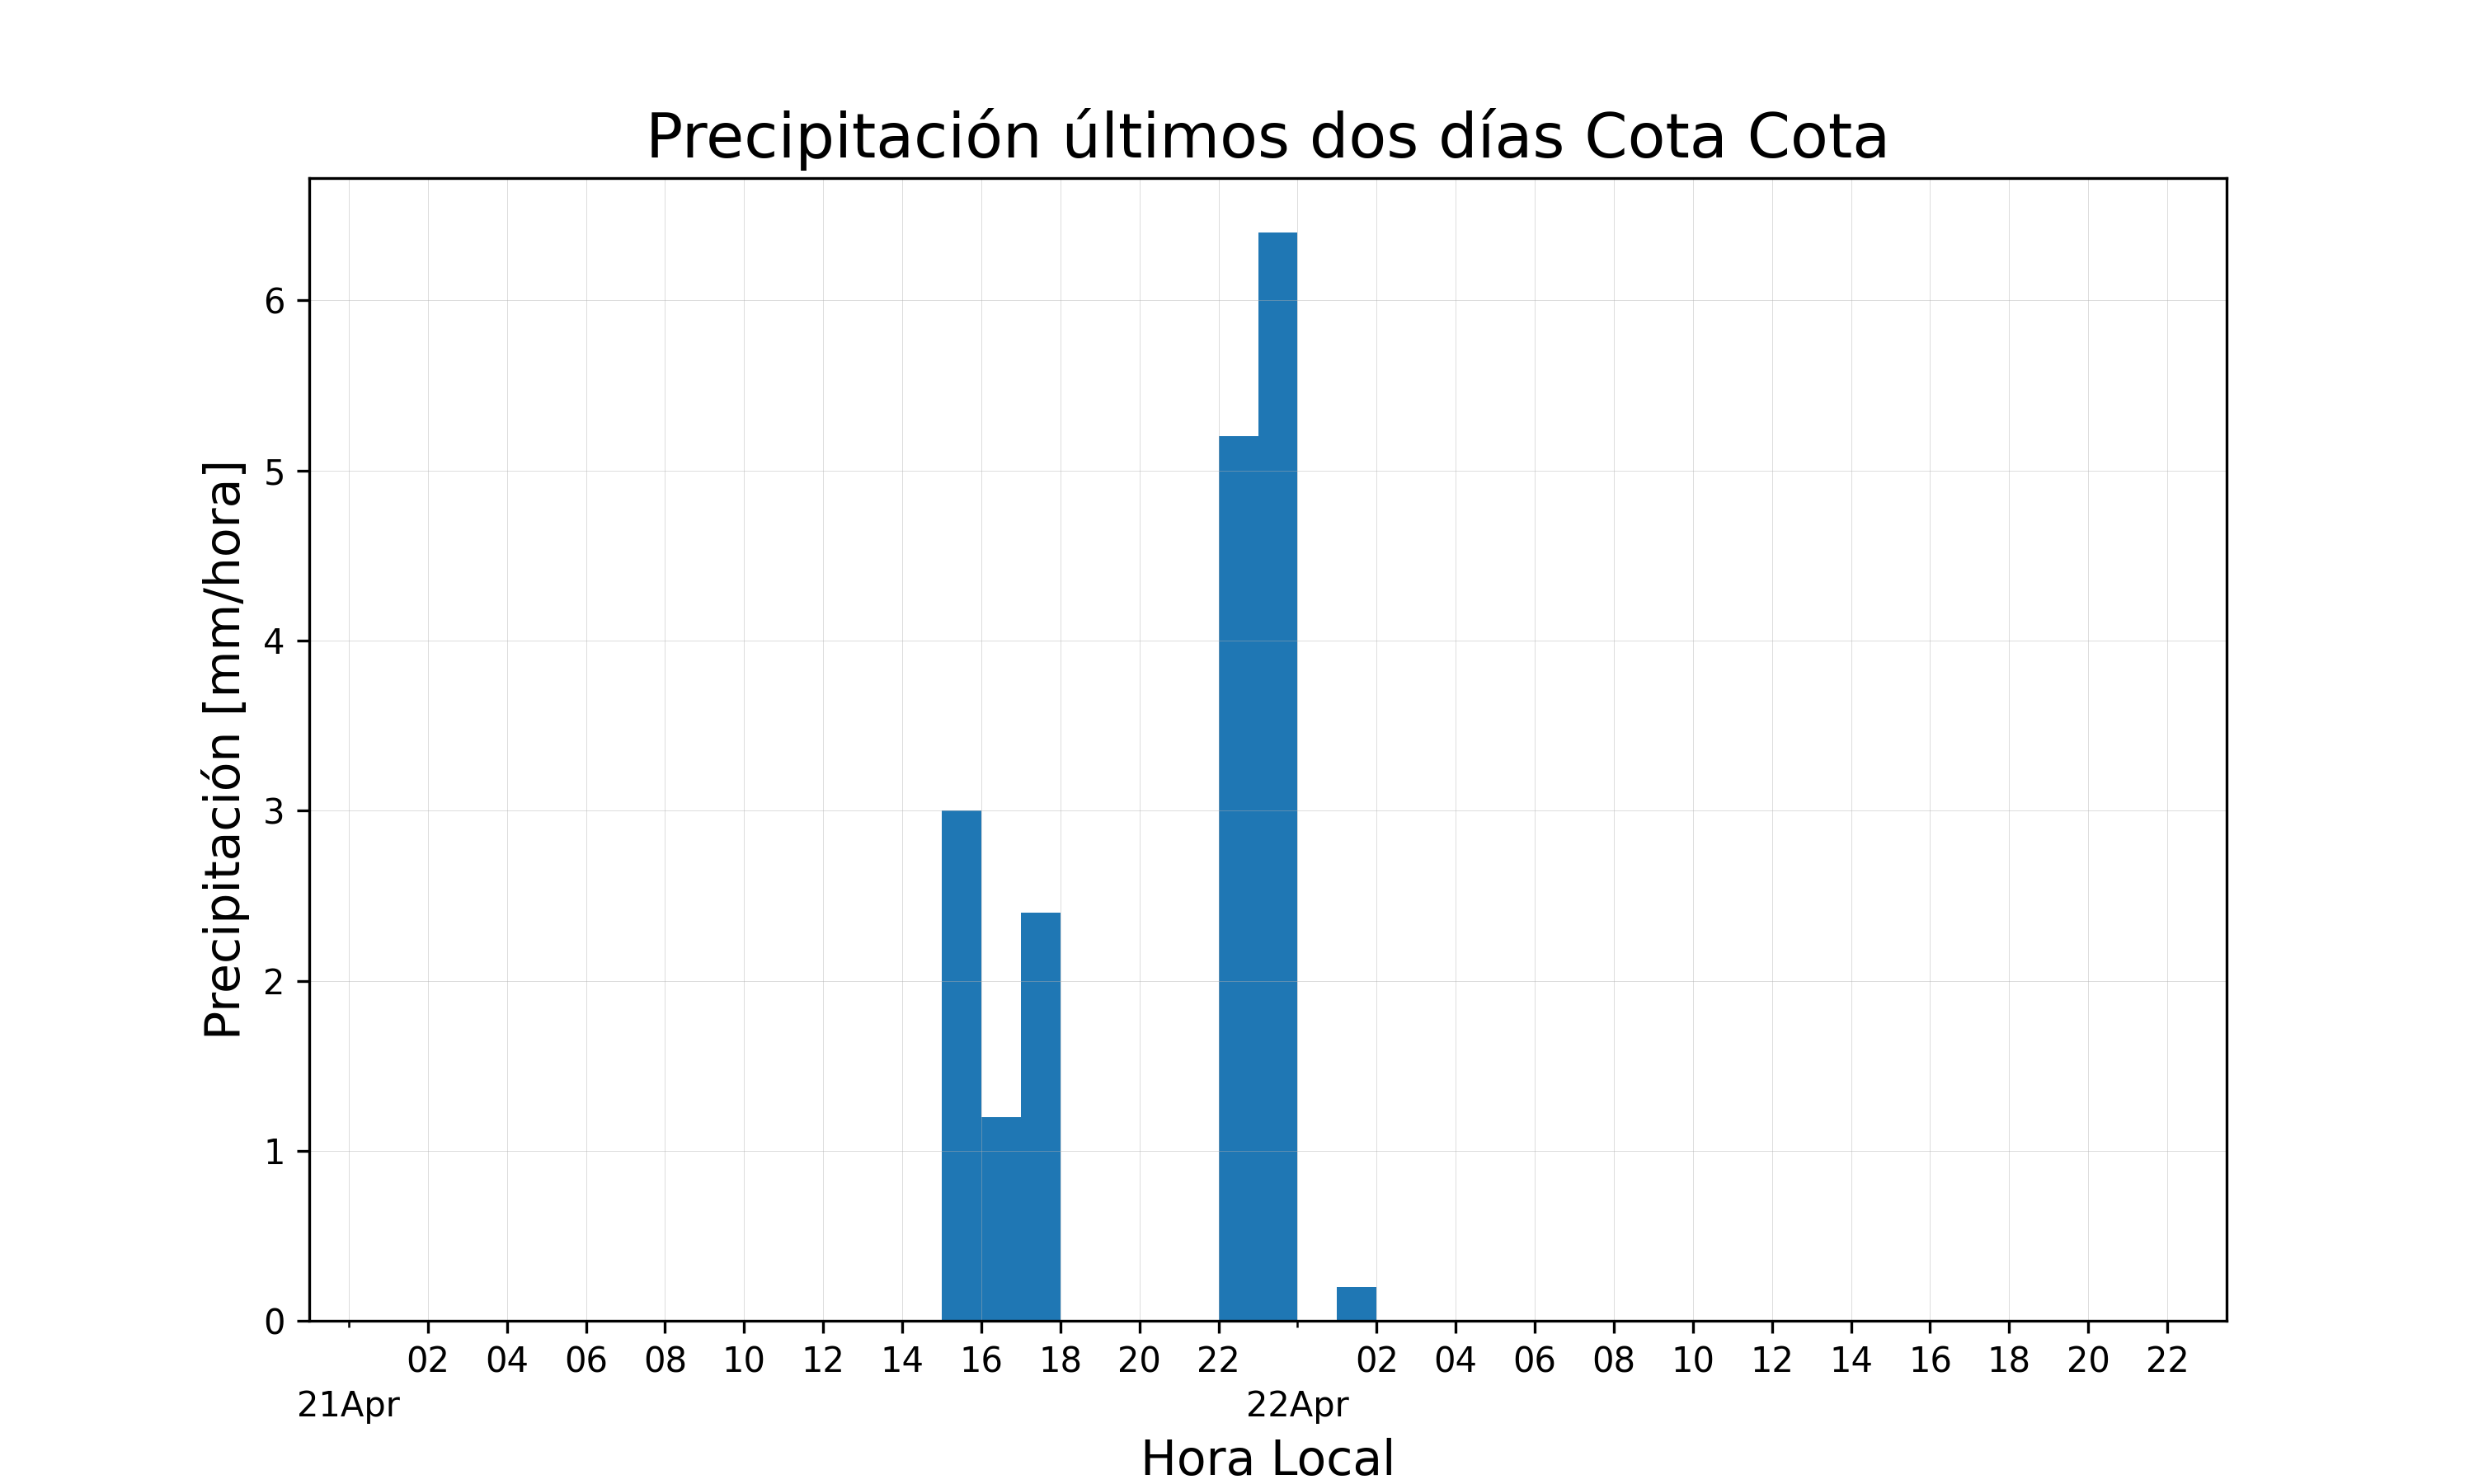 Precipitación últimos dos días Cota Cota
Precipitación [mm/hora]
6
5
4
3
2
1
0
02 04 06 08 10 12 14 16 18 20 22 02 04 06 08 10 12 14 16 18 20 22
21Apr 22Apr
Hora Local